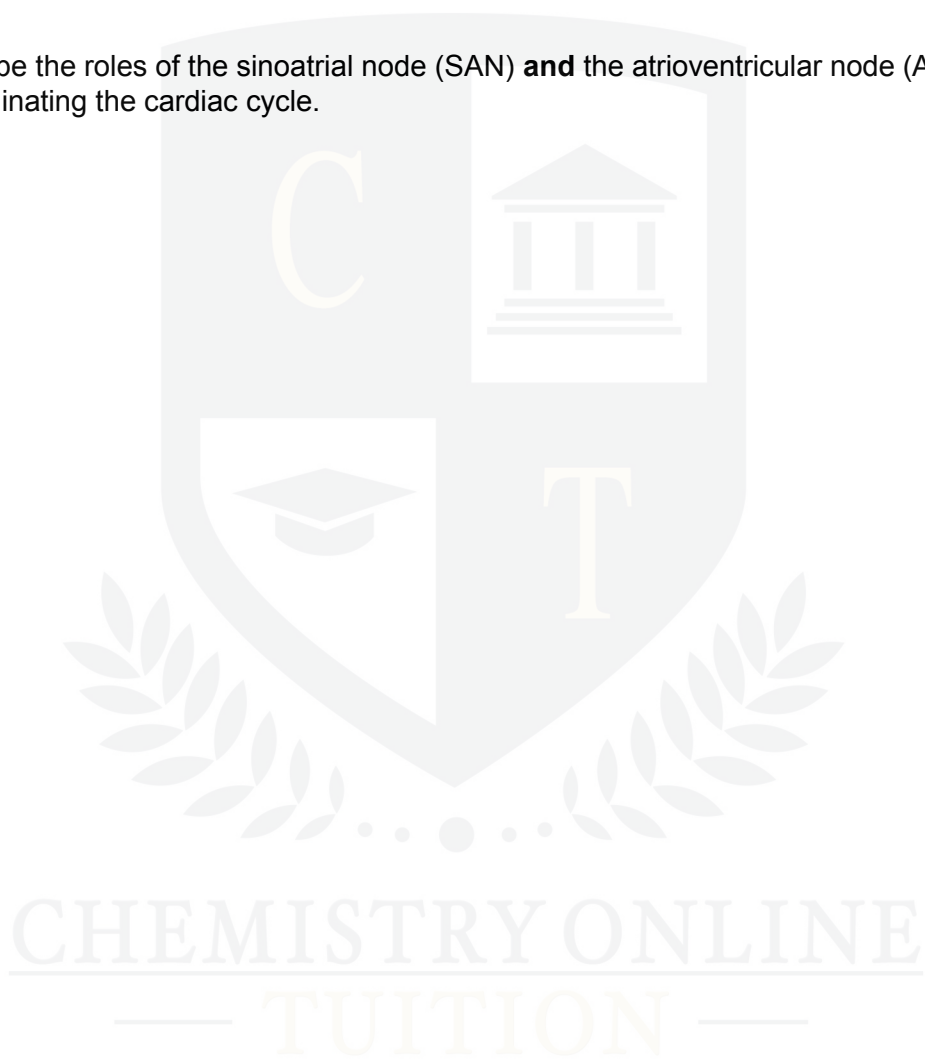 be the roles of the sinoatrial node (SAN) and the atrioventricular node (A
inating the cardiac cycle.
C
T
CHEMISTRY ONLINE
TUITION